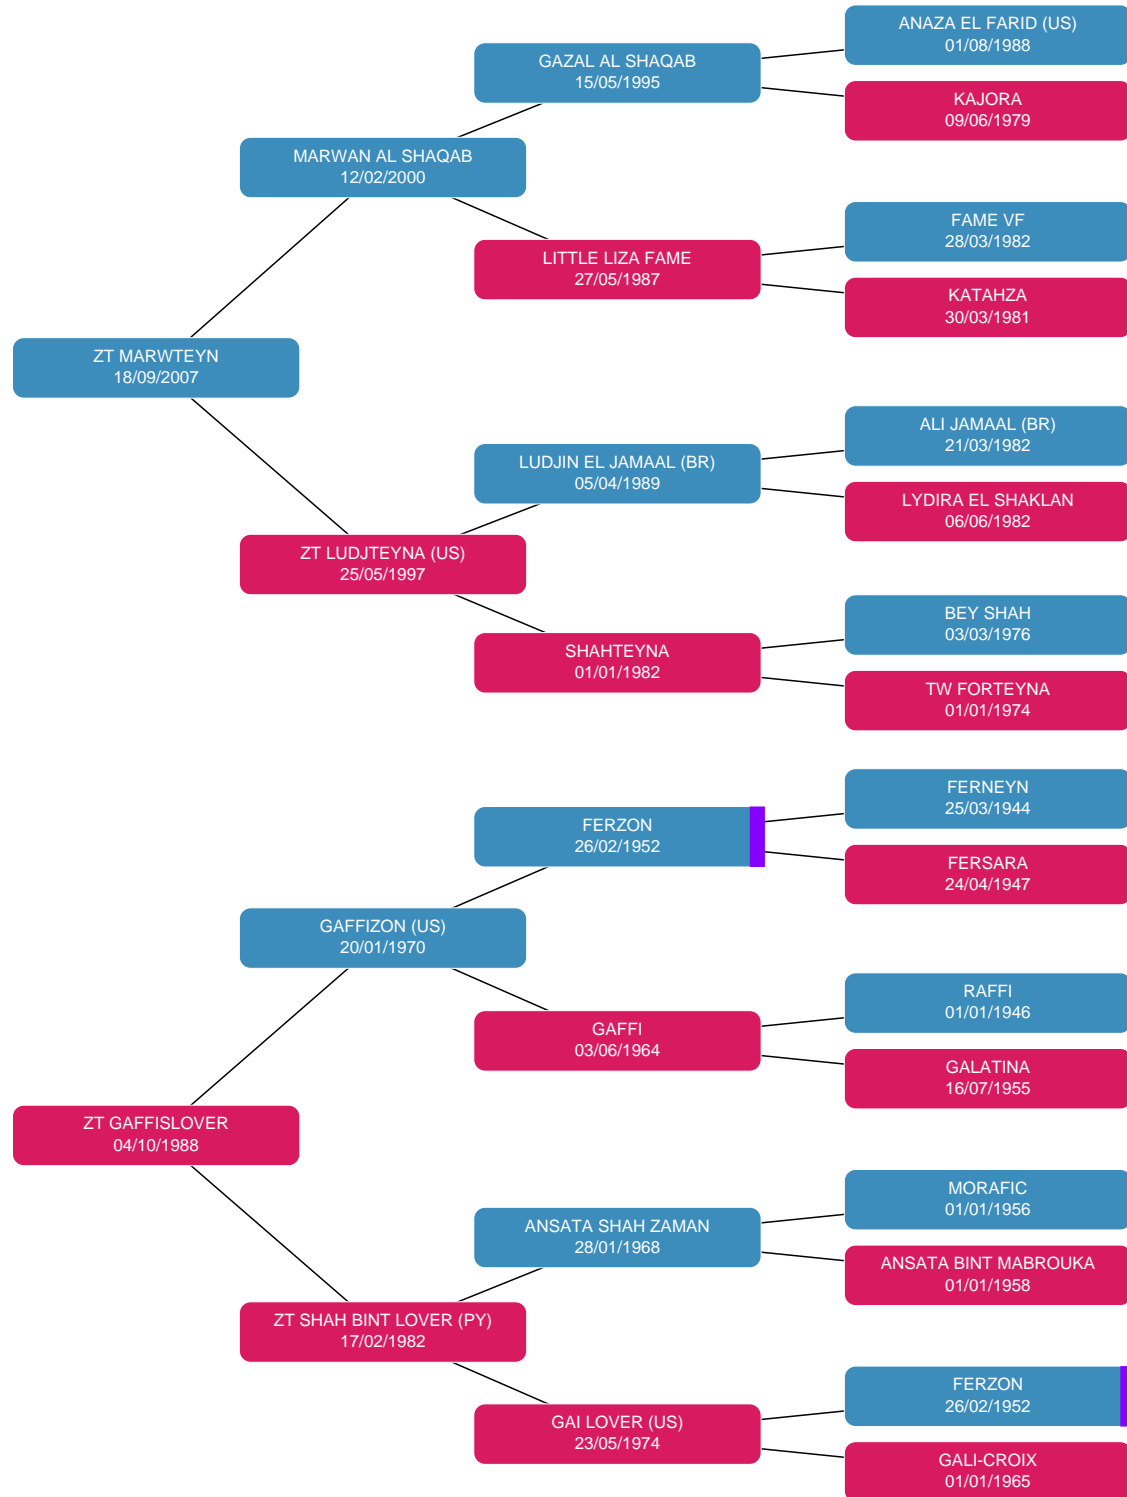 ANAZA EL FARID (US)
01/08/1988
GAZAL AL SHAQAB
15/05/1995
KAJORA
09/06/1979
MARWAN AL SHAQAB
12/02/2000
FAME VF
28/03/1982
LITTLE LIZA FAME
27/05/1987
KATAHZA
30/03/1981
ZT MARWTEYN
18/09/2007
ALI JAMAAL (BR)
21/03/1982
LUDJIN EL JAMAAL (BR)
05/04/1989
LYDIRA EL SHAKLAN
06/06/1982
ZT LUDJTEYNA (US)
25/05/1997
BEY SHAH
03/03/1976
SHAHTEYNA
01/01/1982
TW FORTEYNA
01/01/1974
FERNEYN
25/03/1944
FERZON
26/02/1952
FERSARA
24/04/1947
GAFFIZON (US)
20/01/1970
RAFFI
01/01/1946
GAFFI
03/06/1964
GALATINA
16/07/1955
ZT GAFFISLOVER
04/10/1988
MORAFIC
01/01/1956
ANSATA SHAH ZAMAN
28/01/1968
ANSATA BINT MABROUKA
01/01/1958
ZT SHAH BINT LOVER (PY)
17/02/1982
FERZON
26/02/1952
GAI LOVER (US)
23/05/1974
GALI-CROIX
01/01/1965